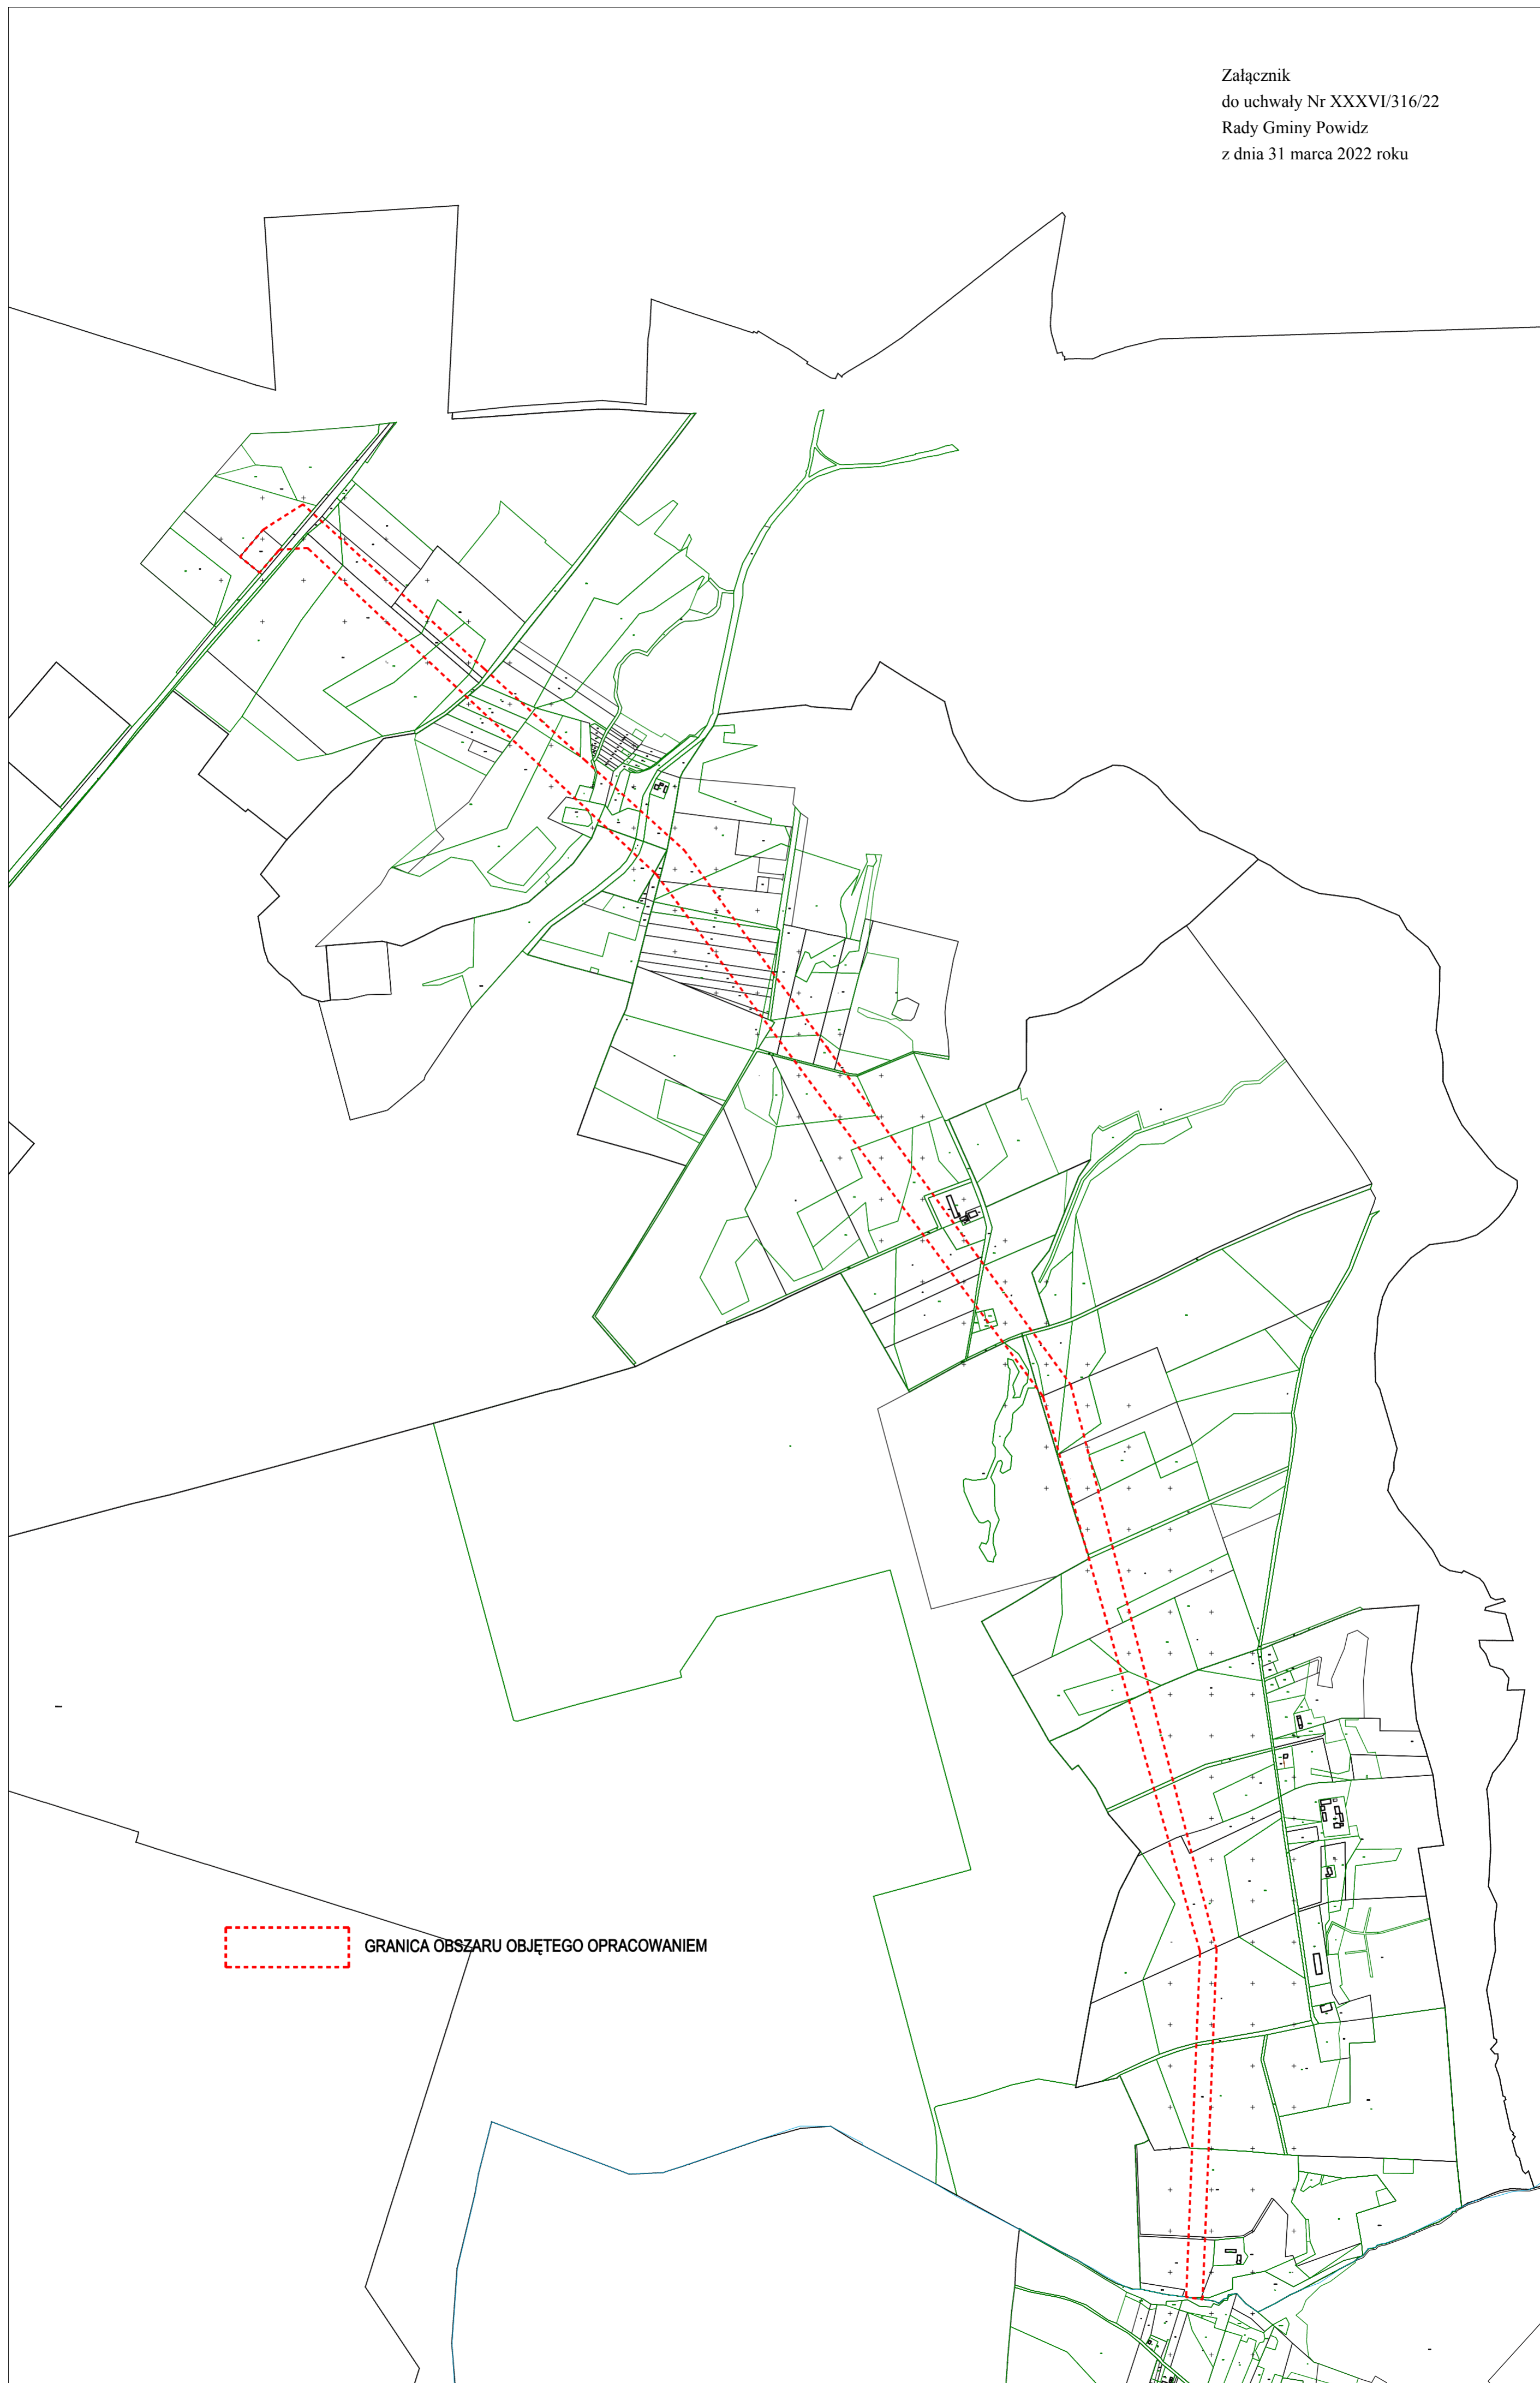 Załącznik
do uchwały Nr XXXVI/316/22
Rady Gminy Powidz
z dnia 31 marca 2022 roku
GRANICA OBSZARU OBJĘTEGO OPRACOWANIEM